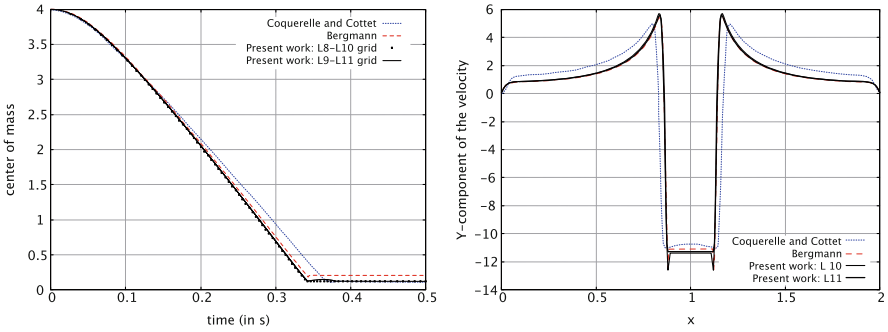 center of mass
4
3.5
3
2.5
2
1.5
1
0.5
0
0
0.1
0.2
0.3
0.4
0.5
time (in s)
Coquerelle and Cottet
Bergmann
Present work: L8-L10 grid
Present work: L9-L11 grid
Y-component of the velocity
6
4
2
0
-2
-4
-6
-8
-10
-12
-14
0
0.5
1
1.5
2
x
Coquerelle and Cottet
Bergmann
Present work: L 10
Present work: L11